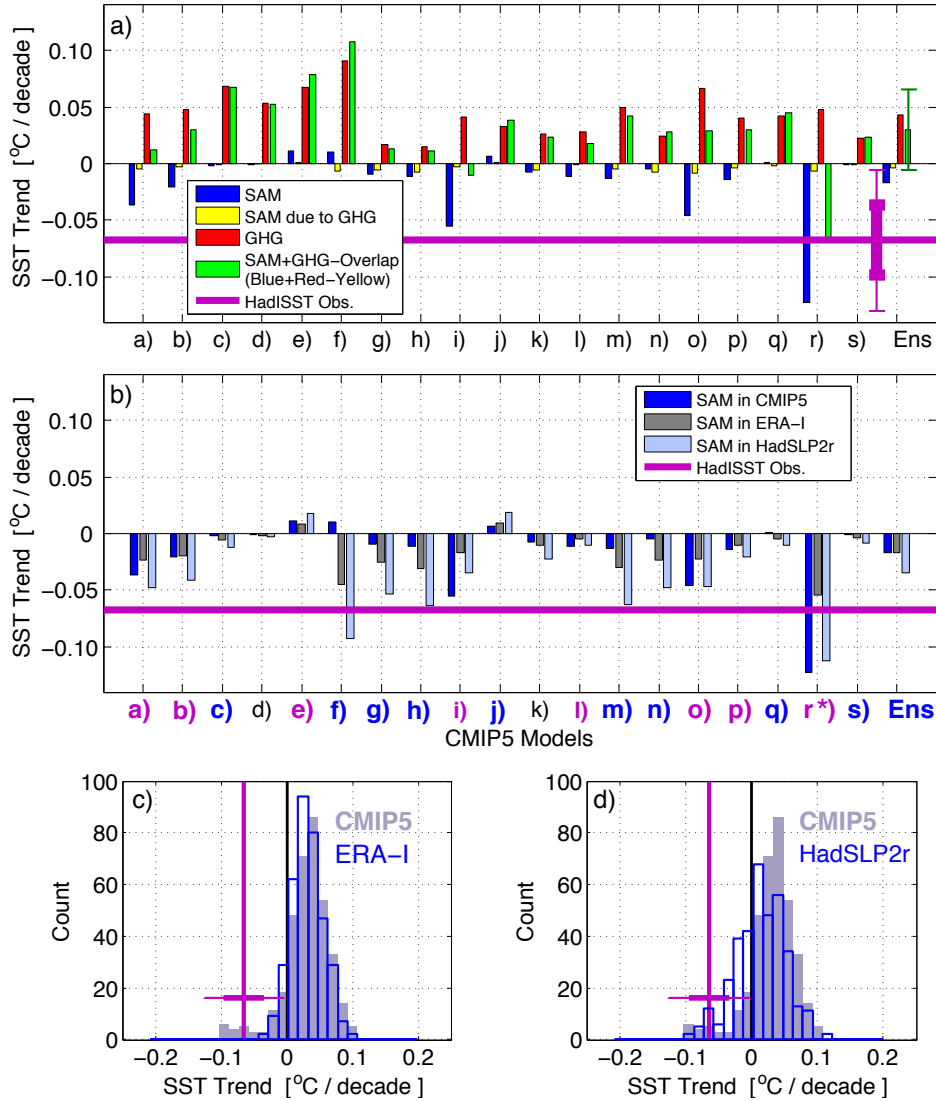 a)
0.10
0.05
0
−0.05
−0.10
SST Trend [°C / decade]
SAM
SAM due to GHG
GHG
SAM+GHG−Overlap
(Blue+Red−Yellow)
HadISST Obs.
a) b) c) d) e) f) g) h) i) j) k) l) m) n) o) p) q) r) s) Ens
b)
0.10
0.05
0
−0.05
−0.10
SST Trend [°C / decade]
SAM in CMIP5
SAM in ERA−I
SAM in HadSLP2r
HadISST Obs.
a) b) c) d) e) f) g) h) i) j) k) l) m) n) o) p) q) r *) s) Ens
CMIP5 Models
c)
100
80
60
40
20
0
Count
CMIP5
ERA−I
−0.2 −0.1 0 0.1 0.2
SST Trend [°C / decade ]
d)
100
80
60
40
20
0
Count
CMIP5
HadSLP2r
−0.2 −0.1 0 0.1 0.2
SST Trend [°C / decade ]